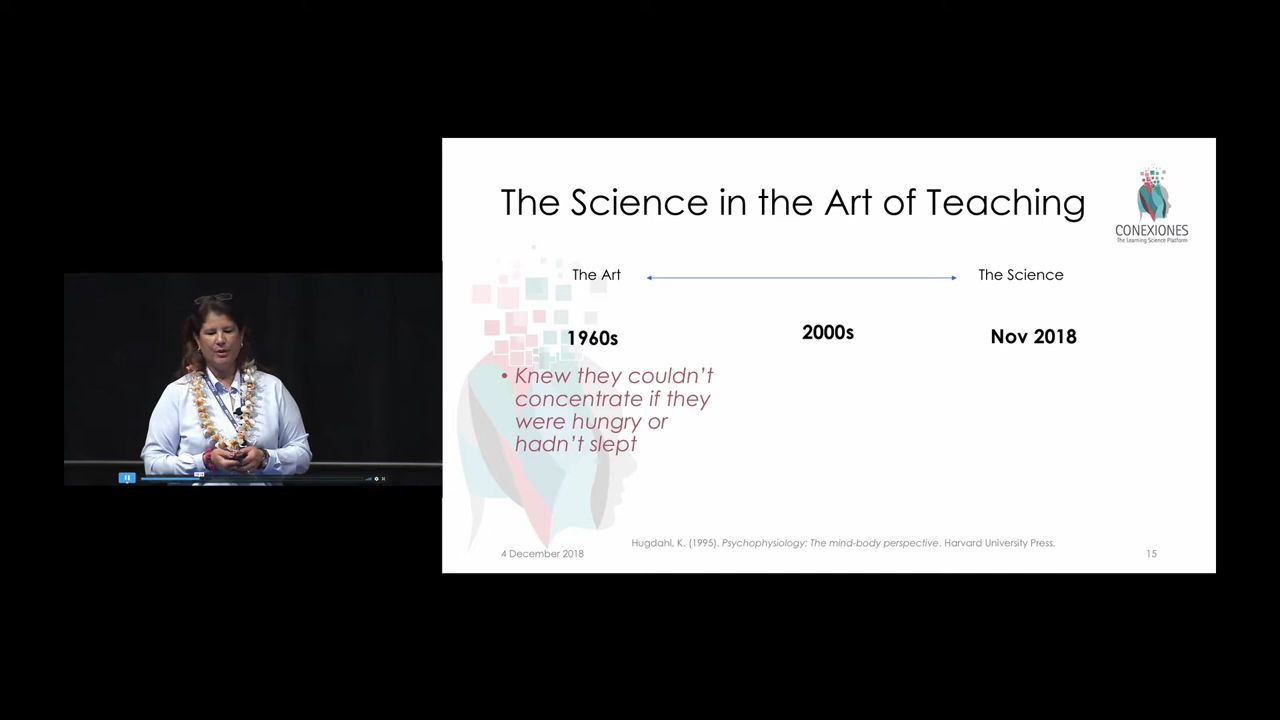 The Science in the Art of Teaching
CONEXIONES
The Learning Science Platform
The Art
The Science
1960s
2000s
Nov 2018
• Knew they couldn't
concentrate if they
were hungry or
hadn't slept
Hugdahl, K. (1995). Psychophysiology: The mind-body perspective. Harvard University Press.
4 December 2018
15